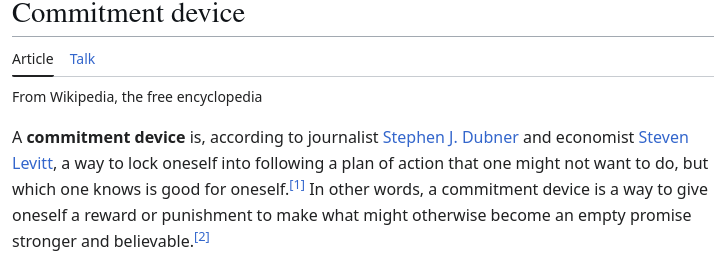 Commitment device
Article Talk
From Wikipedia, the free encyclopedia
A commitment device is, according to journalist Stephen J. Dubner and economist Steven
Levitt, a way to lock oneself into following a plan of action that one might not want to do, but
which one knows is good for oneself.[1] In other words, a commitment device is a way to give
oneself a reward or punishment to make what might otherwise become an empty promise
stronger and believable.[2]